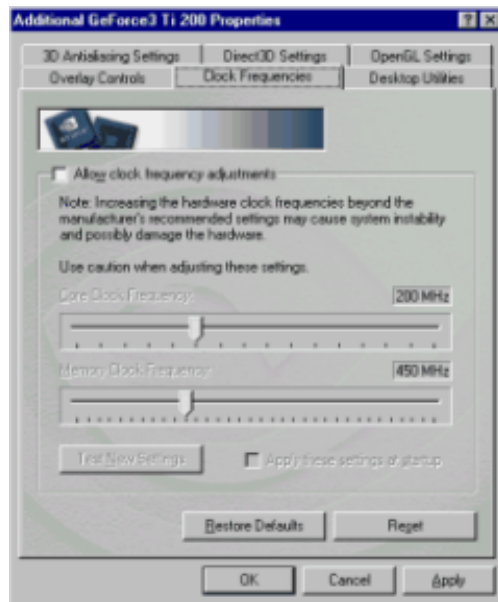 Additional GeForce3 Ti 200 Properties
3D Antialiasing Settings
Direct3D Settings
OpenGL Settings
Overlay Controls
Clock Frequencies
Desktop Utilities
Allow clock frequency adjustments
Note: Increasing the hardware clock frequencies beyond the
manufacturer's recommended settings may cause system instability
and possibly damage the hardware.
Use caution when adjusting these settings.
Core Clock Frequency:
200 MHz
Memory Clock Frequency:
450 MHz
Test New Settings
Apply these settings at startup
Restore Defaults
Reset
OK
Cancel
Apply